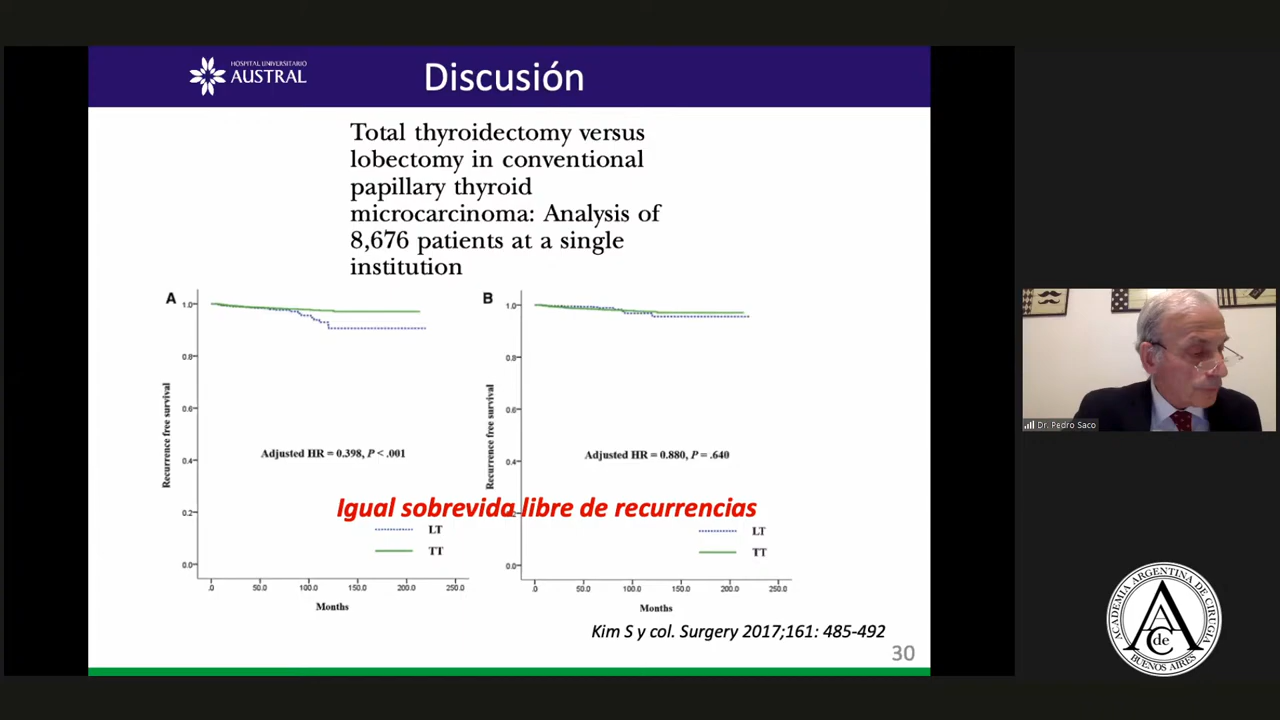 HOSPITAL UNIVERSITARIO
AUSTRAL
Discusión
Total thyroidectomy versus
lobectomy in conventional
papillary thyroid
microcarcinoma: Analysis of
8,676 patients at a single
institution
A
1.0
0.8
0.6
0.4
0.2
0.0
Recurrence free survival
Adjusted HR = 0.398, P < .001
LT
TT
.0 50.0 100.0 150.0 200.0 250.0
Months
B
1.0
0.8
0.6
0.4
0.2
0.0
Recurrence free survival
Adjusted HR = 0.880, P = .640
LT
TT
.0 50.0 100.0 150.0 200.0 250.0
Months
Igual sobrevida libre de recurrencias
Kim S y col. Surgery 2017;161: 485-492
30
Dr. Pedro Saco
ACADEMIA ARGENTINA DE CIRUGÍA
BUENOS AIRES
A
de
C